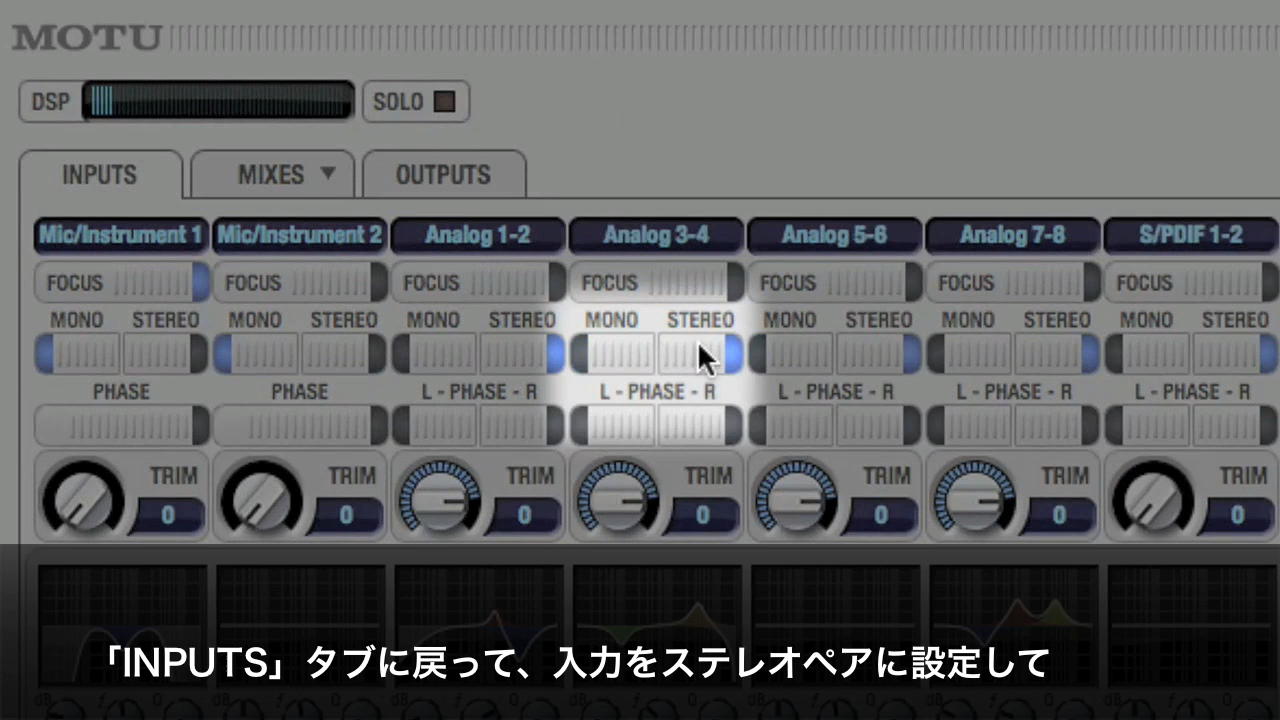 MOTU
DSP SOLO
INPUTS MIXES OUTPUTS
Mic/Instrument 1 Mic/Instrument 2 Analog 1-2 Analog 3-4 Analog 5-6 Analog 7-8 S/PDIF 1-2
FOCUS FOCUS FOCUS FOCUS FOCUS FOCUS FOCUS
MONO STEREO MONO STEREO MONO STEREO MONO STEREO MONO STEREO MONO STEREO MONO STEREO
PHASE PHASE L - PHASE - R L - PHASE - R L - PHASE - R L - PHASE - R L - PHASE - R
TRIM TRIM TRIM TRIM TRIM TRIM TRIM
0 0 0 0 0 0 0
「INPUTS」タブに戻って、入力をステレオペアに設定して